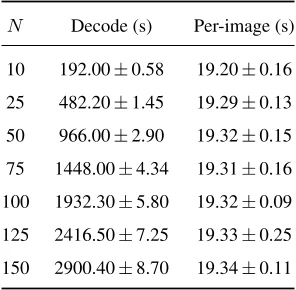 N Decode (s) Per-image (s)
10 192.00 ± 0.58 19.20 ± 0.16
25 482.20 ± 1.45 19.29 ± 0.13
50 966.00 ± 2.90 19.32 ± 0.15
75 1448.00 ± 4.34 19.31 ± 0.16
100 1932.30 ± 5.80 19.32 ± 0.09
125 2416.50 ± 7.25 19.33 ± 0.25
150 2900.40 ± 8.70 19.34 ± 0.11